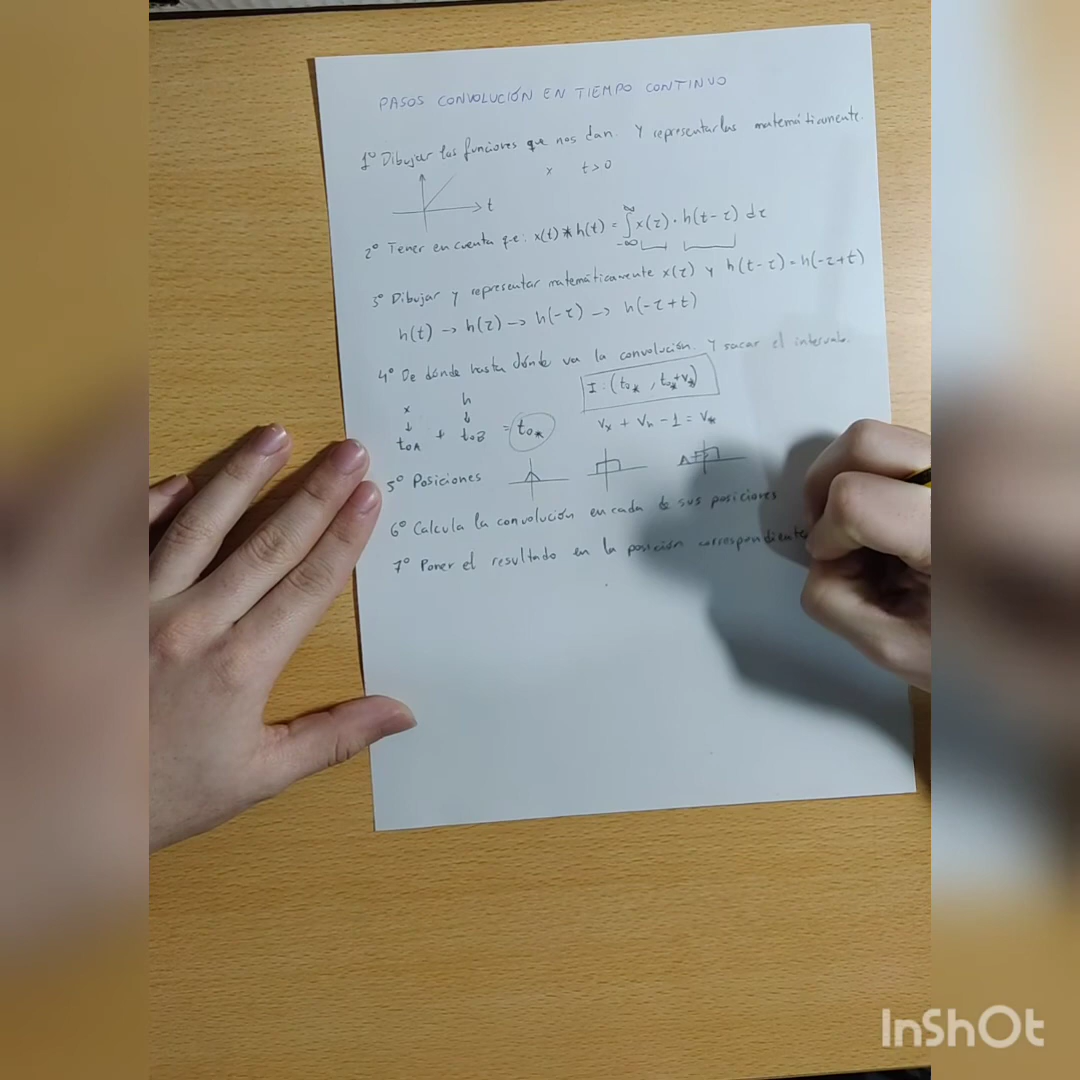 PASOS CONVOLUCIÓN EN TIEMPO CONTINUO
1º Dibujar las funciones que nos dan. Y representarlas matemáticamente.
x t>0
t
2º Tener en cuenta que: x(t) * h(t) = ∫_{-∞}^{∞} x(τ) · h(t-τ) dτ
3º Dibujar y representar matemáticamente x(τ) y h(t-τ) = h(-τ+t)
h(t) → h(τ) → h(-τ) → h(-τ+t)
4º De dónde hasta dónde va la convolución. Y sacar el intervalo.
x h I: (to*, to*+v*)
↓ ↓
toA + toB = to* Vx + Vh - 1 = V*
5º Posiciones
6º Calcula la convolución en cada de sus posiciones
7º Poner el resultado en la posición correspondiente
InShOt